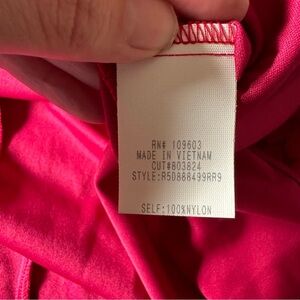 RN# 109603
MADE IN VIETNAM
CUT#803824
STYLE:R50888499RR9
SELF:100%NYLON